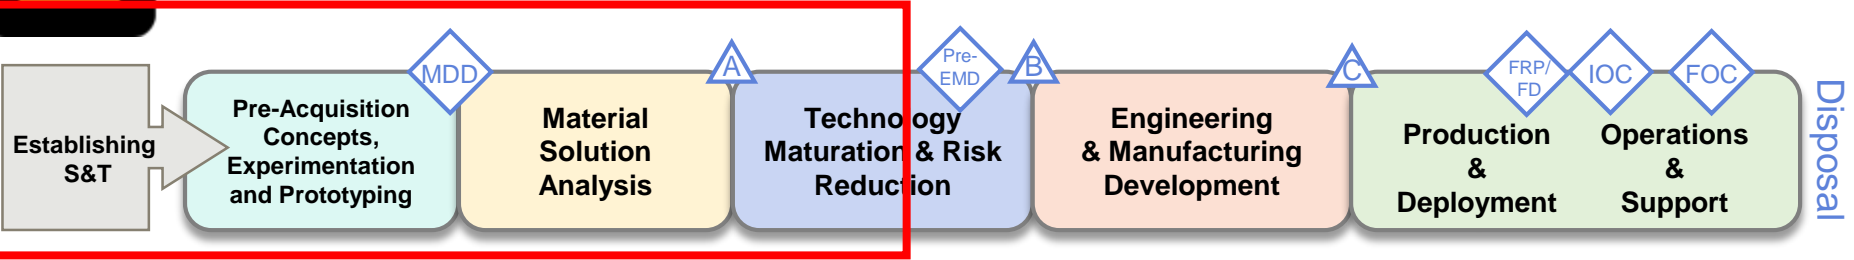 Establishing
S&T
Pre-Acquisition
Concepts,
Experimentation
and Prototyping
MDD
Material
Solution
Analysis
A
Technology
Maturation & Risk
Reduction
Pre-
EMD
B
Engineering
& Manufacturing
Development
C
Production
&
Deployment
FRP/
FD
IOC
Operations
&
Support
FOC
Disposal